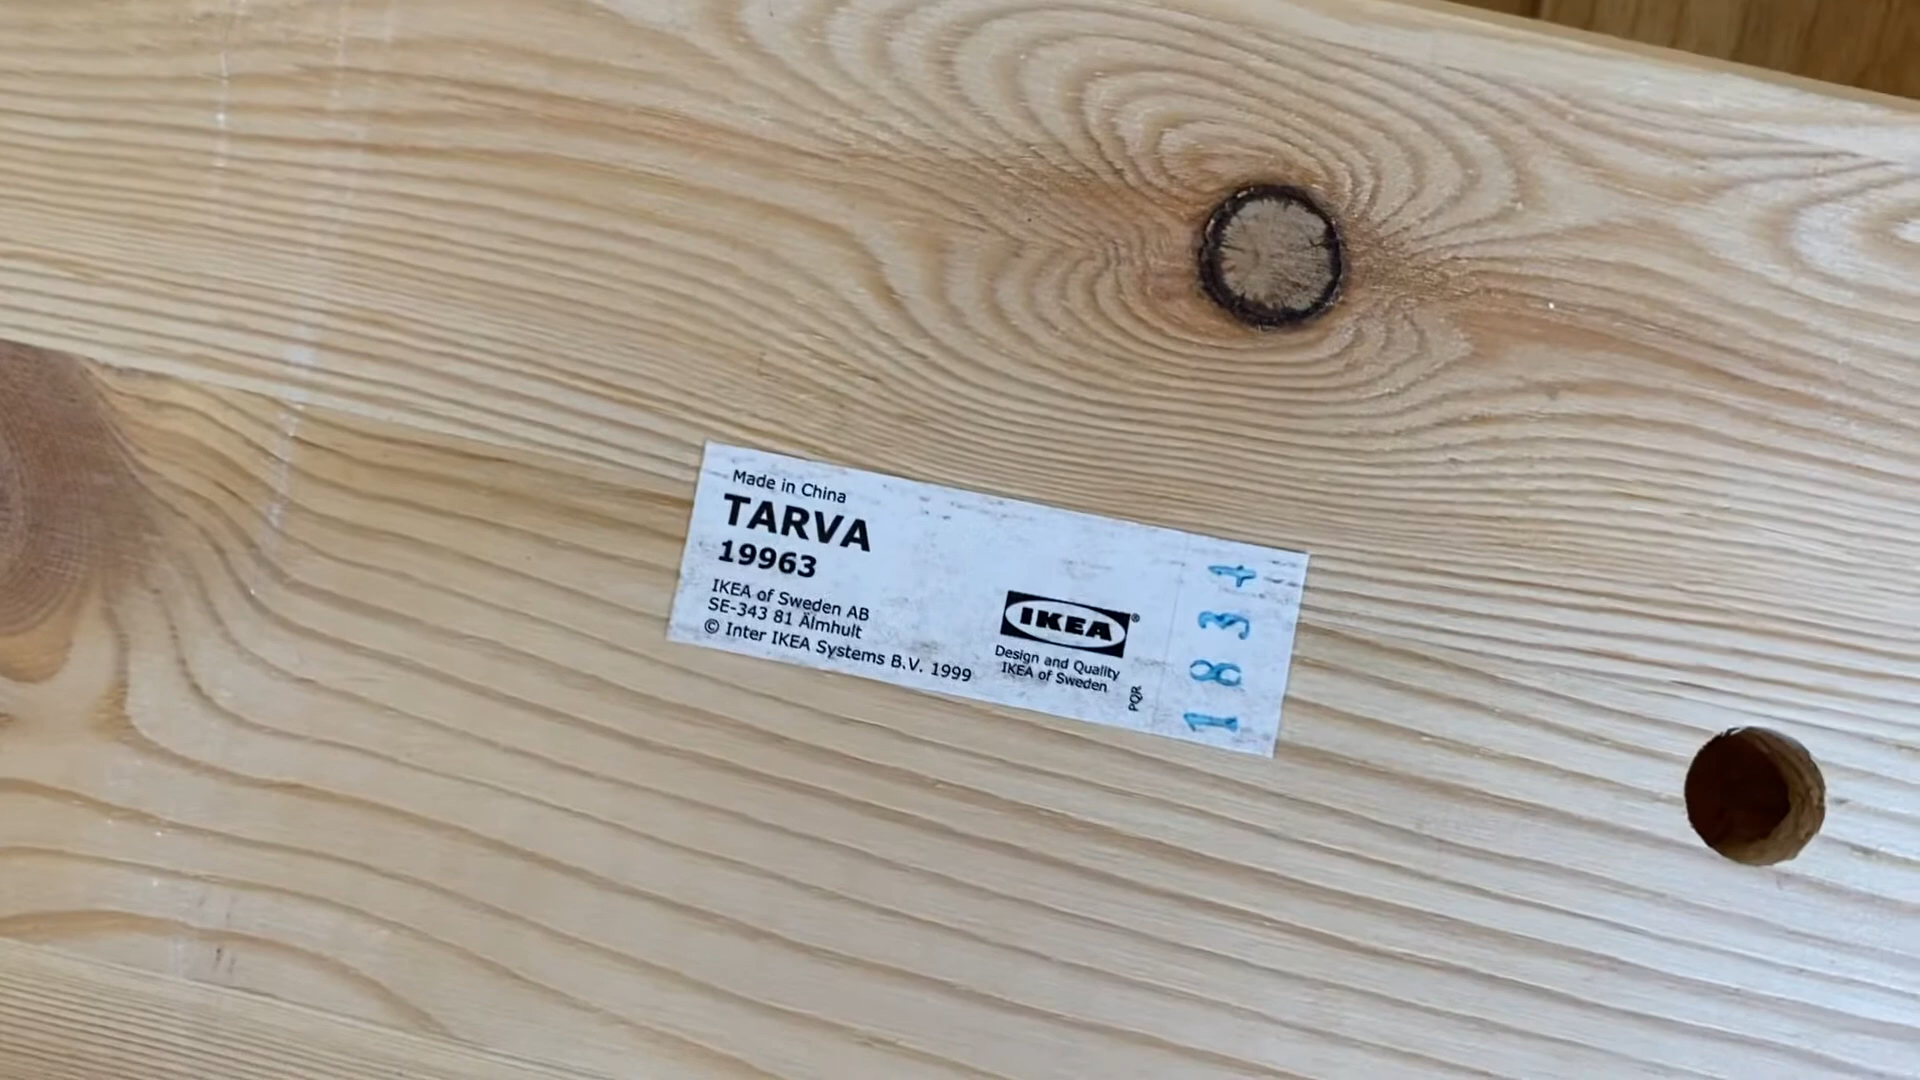 Made in China
TARVA
19963
IKEA of Sweden AB
SE-343 81 Älmhult
© Inter IKEA Systems B.V. 1999
IKEA®
Design and Quality
IKEA of Sweden
PQR
1834